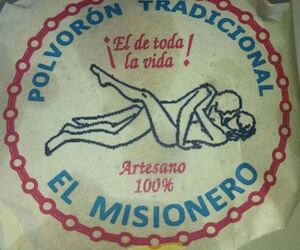 POLVORÓN TRADICIONAL
¡El de toda
la vida!
Artesano
100%
EL MISIONERO